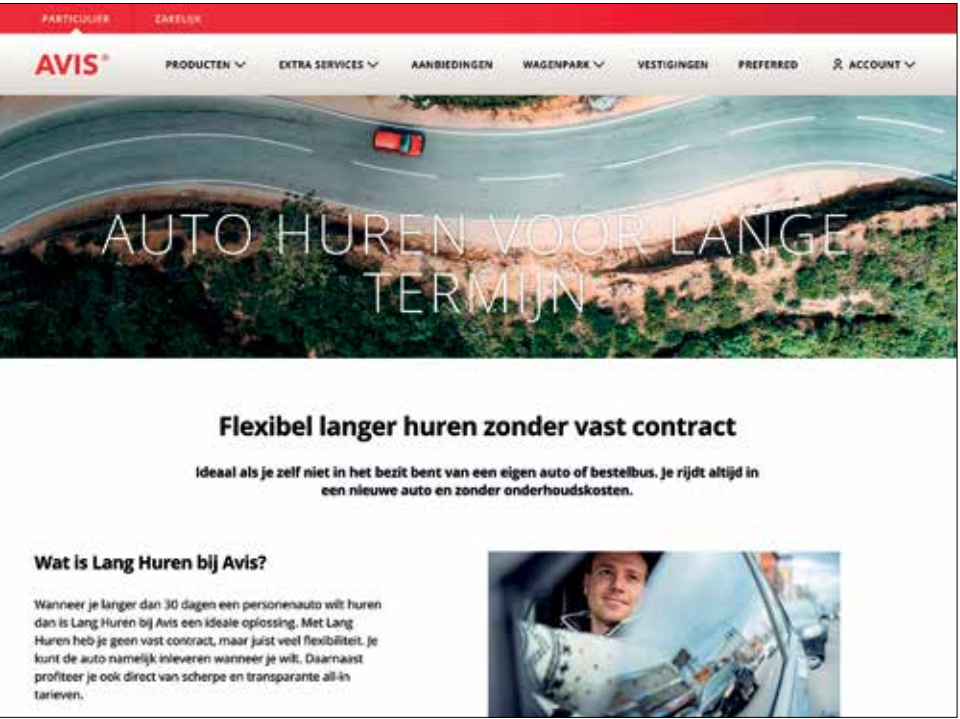 PARTICULIER ZAKELIJK
AVIS®
PRODUCTEN EXTRA SERVICES AANBIEDINGEN WAGENPARK VESTIGINGEN PREFERRED ACCOUNT
AUTO HUREN VOOR LANGE
TERMIJN
Flexibel langer huren zonder vast contract
Ideaal als je zelf niet in het bezit bent van een eigen auto of bestelbus. Je rijdt altijd in
een nieuwe auto en zonder onderhoudskosten.
Wat is Lang Huren bij Avis?
Wanneer je langer dan 30 dagen een personenauto wilt huren
dan is Lang Huren bij Avis een ideale oplossing. Met Lang
Huren heb je geen vast contract, maar juist veel flexibiliteit. Je
kunt de auto namelijk inleveren wanneer je wilt. Daarnaast
profiteer je ook direct van scherpe en transparante all-in
tarieven.